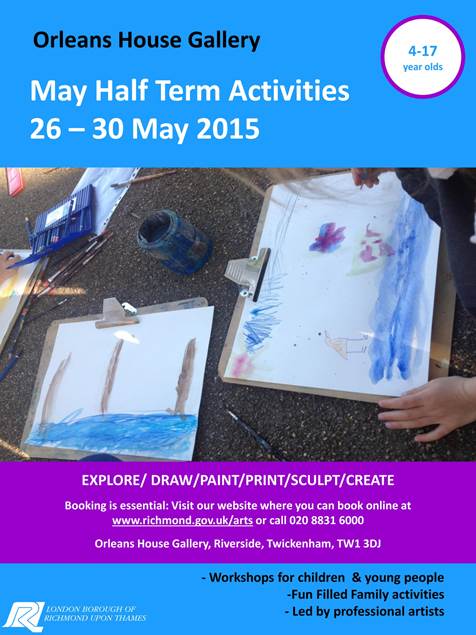 Orleans House Gallery
4-17
year olds
May Half Term Activities
26 – 30 May 2015
EXPLORE/ DRAW/PAINT/PRINT/SCULPT/CREATE
Booking is essential: Visit our website where you can book online at
www.richmond.gov.uk/arts or call 020 8831 6000
Orleans House Gallery, Riverside, Twickenham, TW1 3DJ
- Workshops for children & young people
-Fun Filled Family activities
- Led by professional artists
LONDON BOROUGH OF
RICHMOND UPON THAMES